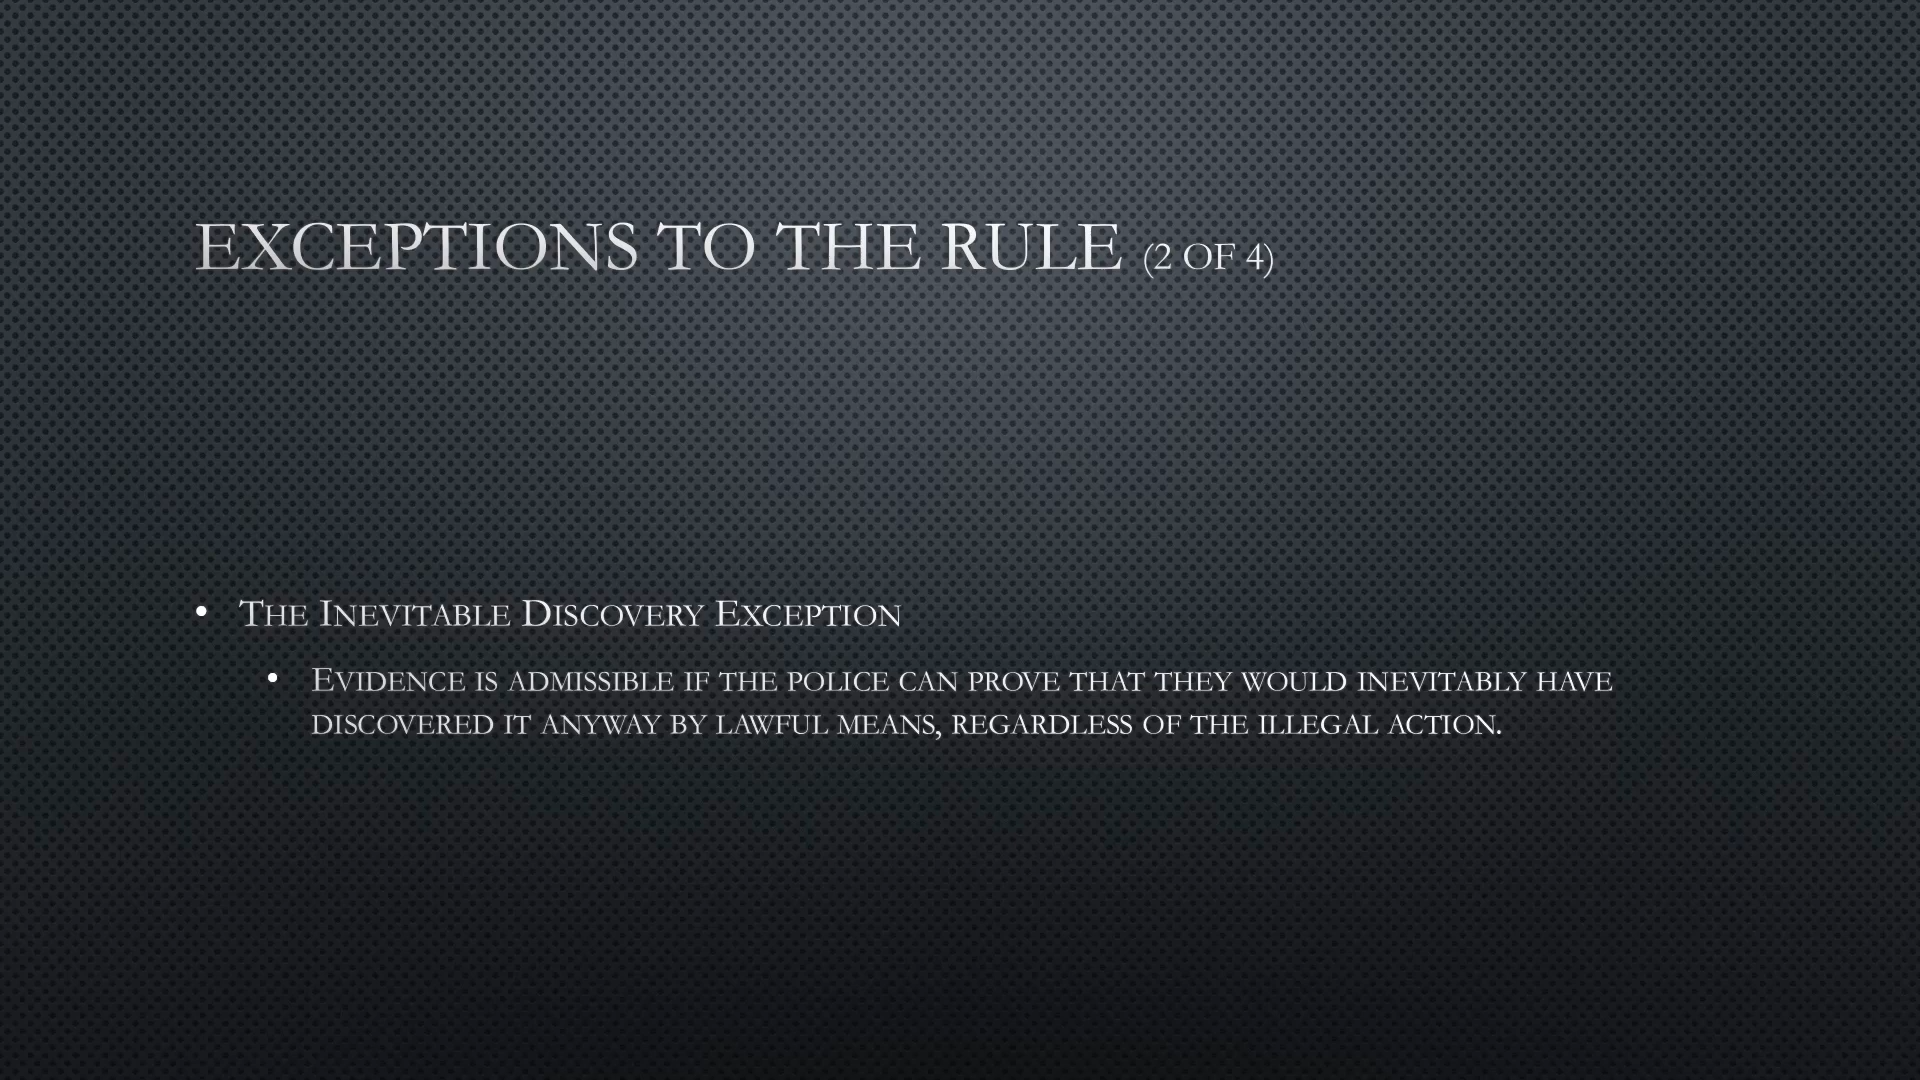 EXCEPTIONS TO THE RULE (2 OF 4)
• The Inevitable Discovery Exception
• Evidence is admissible if the police can prove that they would inevitably have
discovered it anyway by lawful means, regardless of the illegal action.